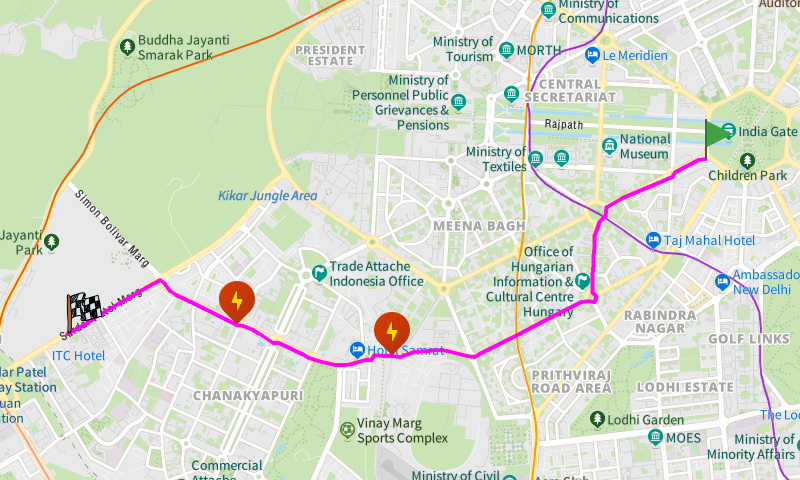 Auditor
Ministry of
Communications
Buddha Jayanti
Smarak Park
PRESIDENT
ESTATE
Ministry of
Tourism
MORTH
Le Meridien
Ministry of
Personnel Public
Grievances &
Pensions
CENTRAL
SECRETARIAT
Rajpath
India Gate
National
Museum
Ministry of
Textiles
Children Park
Kikar Jungle Area
Simon Bolivar Marg
MEENA BAGH
Jayanti
Park
Taj Mahal Hotel
Trade Attache
Indonesia Office
Office of
Hungarian
Information &
Cultural Centre
Hungary
Ambassado
New Delhi
RABINDRA
NAGAR
GOLF LINKS
Marg
ITC Hotel
Hotel Samrat
dar Patel
ay Station
uan
tion
PRITHVIRAJ
ROAD AREA
LODHI ESTATE
CHANAKYAPURI
Lodhi Garden
The Lo
Vinay Marg
Sports Complex
MOES
Ministry of
Minority Affairs
Commercial
Attache
Ministry of Civil
Aero Club